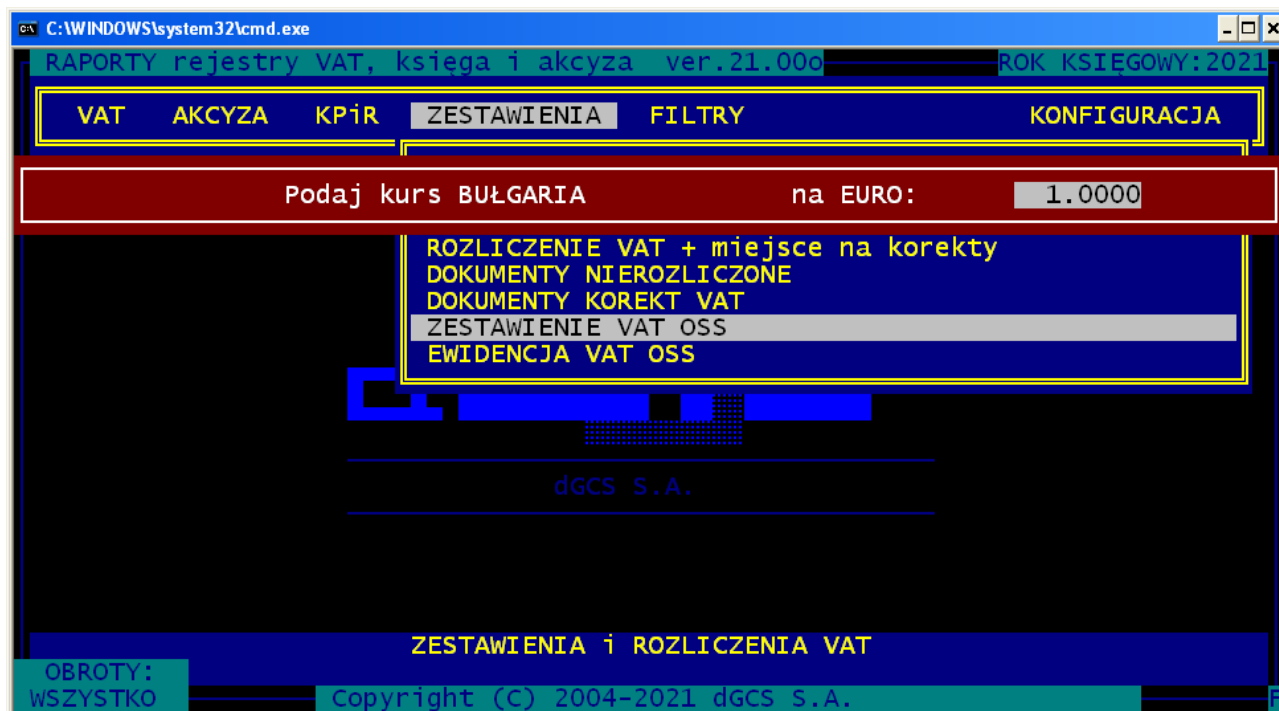 C:\WINDOWS\system32\cmd.exe
RAPORTY rejestry VAT, księga i akcyza ver.21.00o ROK KSIĘGOWY:2021
VAT AKCYZA KPiR ZESTAWIENIA FILTRY KONFIGURACJA
Podaj kurs BUŁGARIA na EURO: 1.0000
ROZLICZENIE VAT + miejsce na korekty
DOKUMENTY NIEROZLICZONE
DOKUMENTY KOREKT VAT
ZESTAWIENIE VAT OSS
EWIDENCJA VAT OSS
dGCS S.A.
ZESTAWIENIA i ROZLICZENIA VAT
OBROTY:
WSZYSTKO Copyright (C) 2004-2021 dGCS S.A.